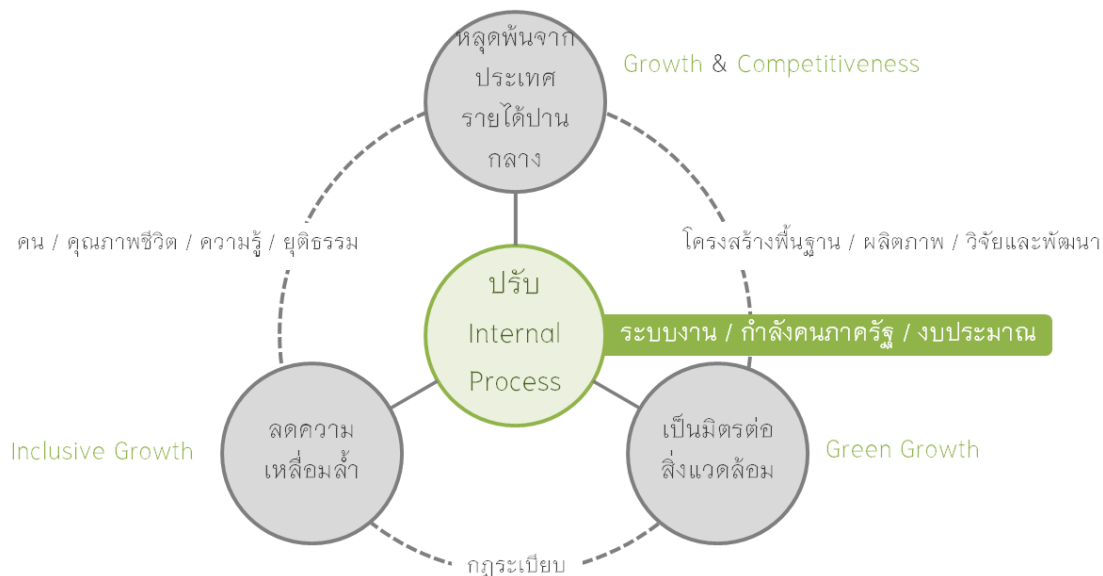 หลุดพ้นจาก
ประเทศ
รายได้ปาน
กลาง
Growth & Competitiveness
คน / คุณภาพชีวิต / ความรู้ / ยุติธรรม
โครงสร้างพื้นฐาน / ผลิตภาพ / วิจัยและพัฒนา
ปรับ
Internal
Process
ระบบงาน / กำลังคนภาครัฐ / งบประมาณ
Inclusive Growth
ลดความ
เหลื่อมล้ำ
เป็นมิตรต่อ
สิ่งแวดล้อม
Green Growth
กฎระเบียบ